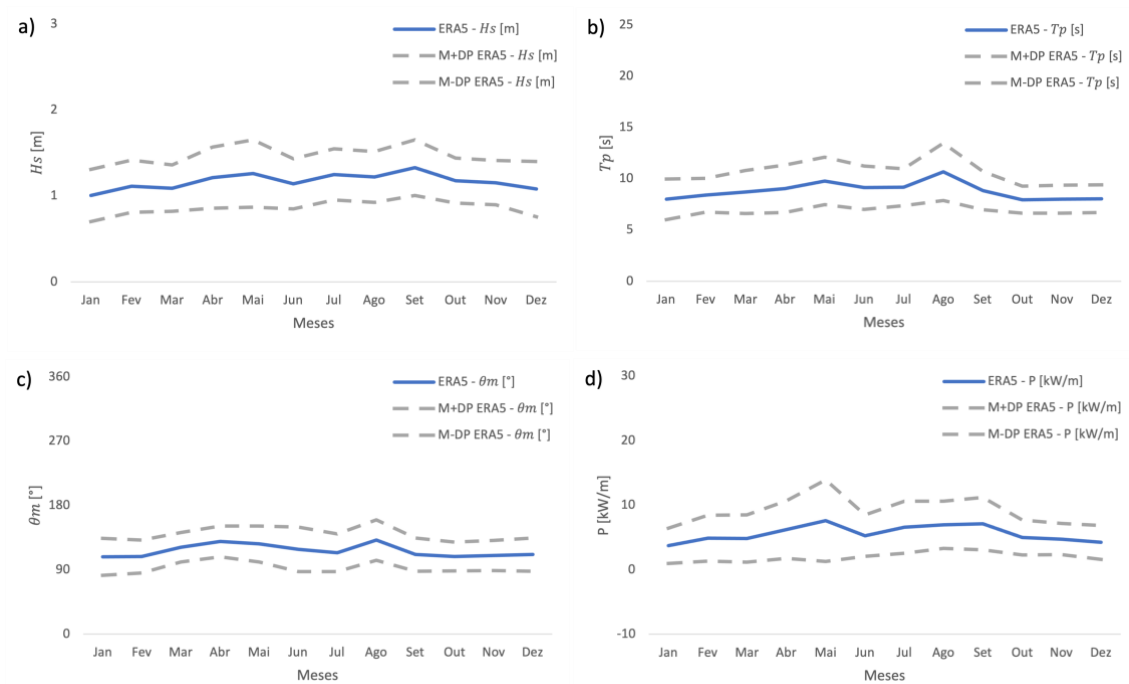 a)
3
2
1
0
Hs [m]
ERA5 - Hs [m]
M+DP ERA5 - Hs [m]
M-DP ERA5 - Hs [m]
Jan Fev Mar Abr Mai Jun Jul Ago Set Out Nov Dez
Meses
b)
25
20
15
10
5
0
Tp [s]
ERA5 - Tp [s]
M+DP ERA5 - Tp [s]
M-DP ERA5 - Tp [s]
Jan Fev Mar Abr Mai Jun Jul Ago Set Out Nov Dez
Meses
c)
360
270
180
90
0
θm [°]
ERA5 - θm [°]
M+DP ERA5 - θm [°]
M-DP ERA5 - θm [°]
Jan Fev Mar Abr Mai Jun Jul Ago Set Out Nov Dez
Meses
d)
30
20
10
0
-10
P [kW/m]
ERA5 - P [kW/m]
M+DP ERA5 - P [kW/m]
M-DP ERA5 - P [kW/m]
Jan Fev Mar Abr Mai Jun Jul Ago Set Out Nov Dez
Meses